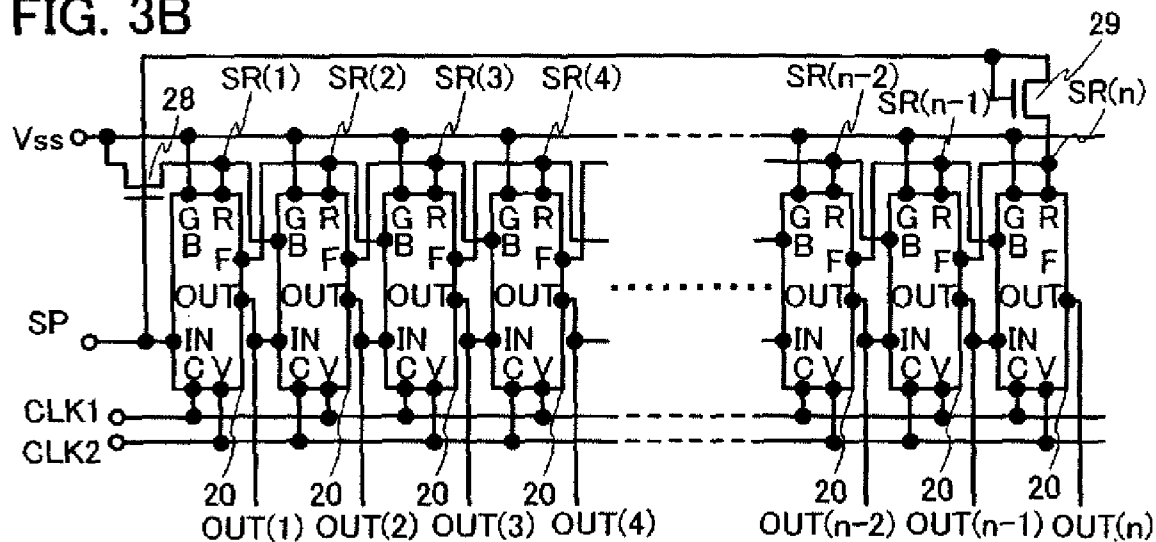 FIG. 3B
29
SR(1) SR(2) SR(3) SR(4) SR(n-2) SR(n-1) SR(n)
28
Vss
G R G R G R G R G R G R G R
B B B B B B B
F F F F F F F
OUT OUT OUT OUT OUT OUT OUT
SP
IN IN IN IN IN IN IN
C V C V C V C V C V C V C V
CLK1
CLK2
20 20 20 20 20 20 20
OUT(1) OUT(2) OUT(3) OUT(4) OUT(n-2) OUT(n-1) OUT(n)